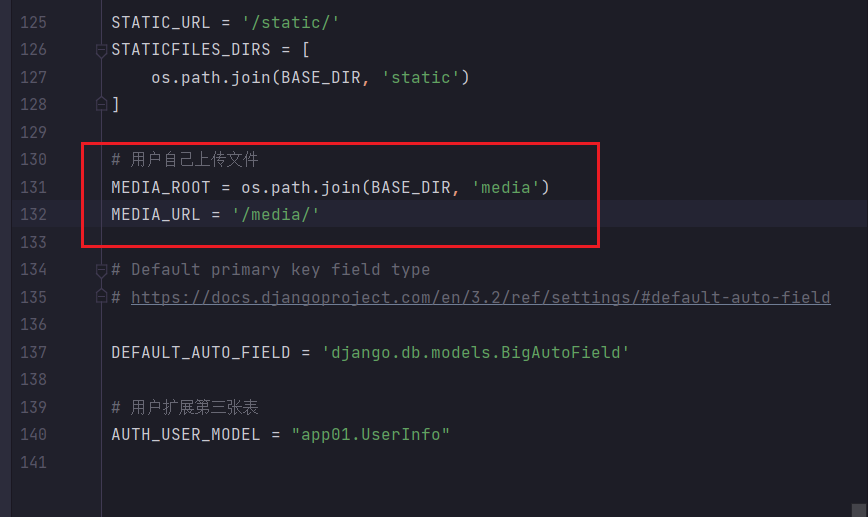 125 STATIC_URL = '/static/'
126 STATICFILES_DIRS = [
127     os.path.join(BASE_DIR, 'static')
128 ]
129
130 # 用户自己上传文件
131 MEDIA_ROOT = os.path.join(BASE_DIR, 'media')
132 MEDIA_URL = '/media/'
133
134 # Default primary key field type
135 # https://docs.djangoproject.com/en/3.2/ref/settings/#default-auto-field
136
137 DEFAULT_AUTO_FIELD = 'django.db.models.BigAutoField'
138
139 # 用户扩展第三张表
140 AUTH_USER_MODEL = "app01.UserInfo"
141